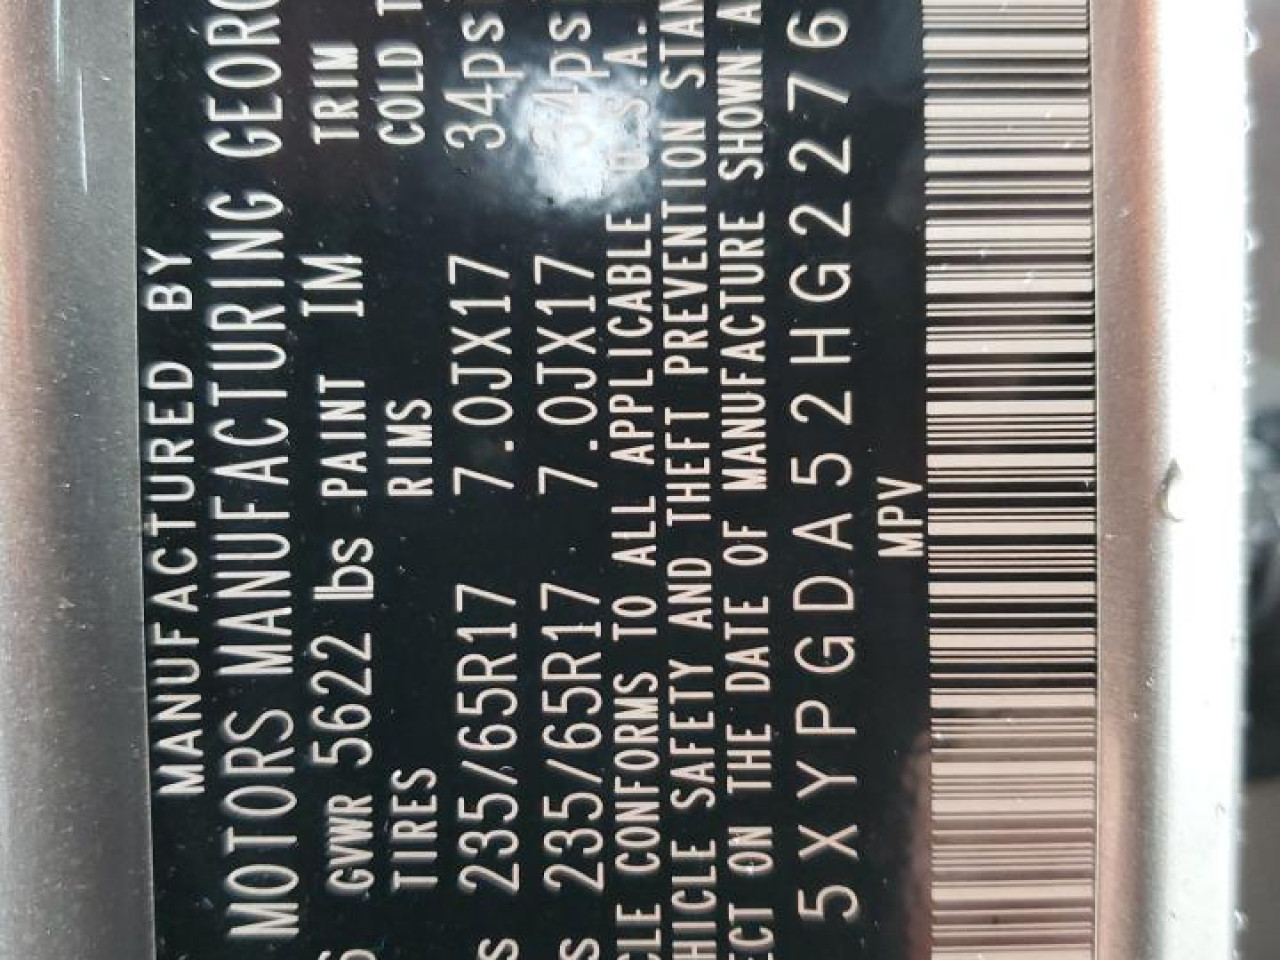 MANUFACTURED BY
MOTORS MANUFACTURING GEORG
GVWR 5622 lbs PAINT IM TRIM
TIRES RIMS COLD T
s 235/65R17 7.0JX17 34ps
s 235/65R17 7.0JX17 34ps
CLE CONFORMS TO ALL APPLICABLE U.S.A.
HICLE SAFETY AND THEFT PREVENTION STAN
ECT ON THE DATE OF MANUFACTURE SHOWN A
5XYPGDA52HG2276
MPV